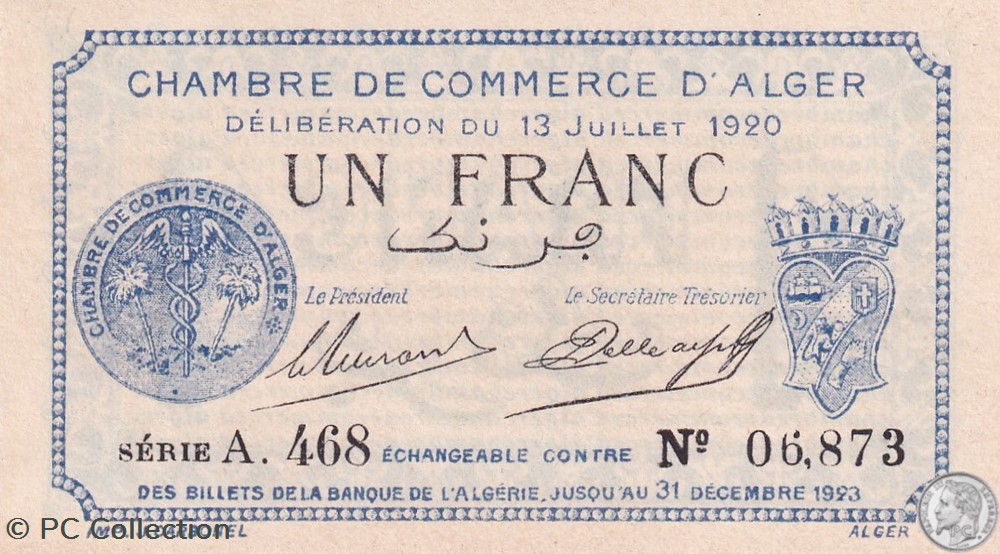 CHAMBRE DE COMMERCE D'ALGER
DÉLIBÉRATION DU 13 JUILLET 1920
UN FRANC
فرنك
CHAMBRE DE COMMERCE D'ALGER
Le Président
Le Secrétaire Trésorier
SÉRIE A. 468 ÉCHANGEABLE CONTRE Nº 06,873
DES BILLETS DE LA BANQUE DE L'ALGÉRIE, JUSQU'AU 31 DÉCEMBRE 1923
ALGER
© PC Collection
PC